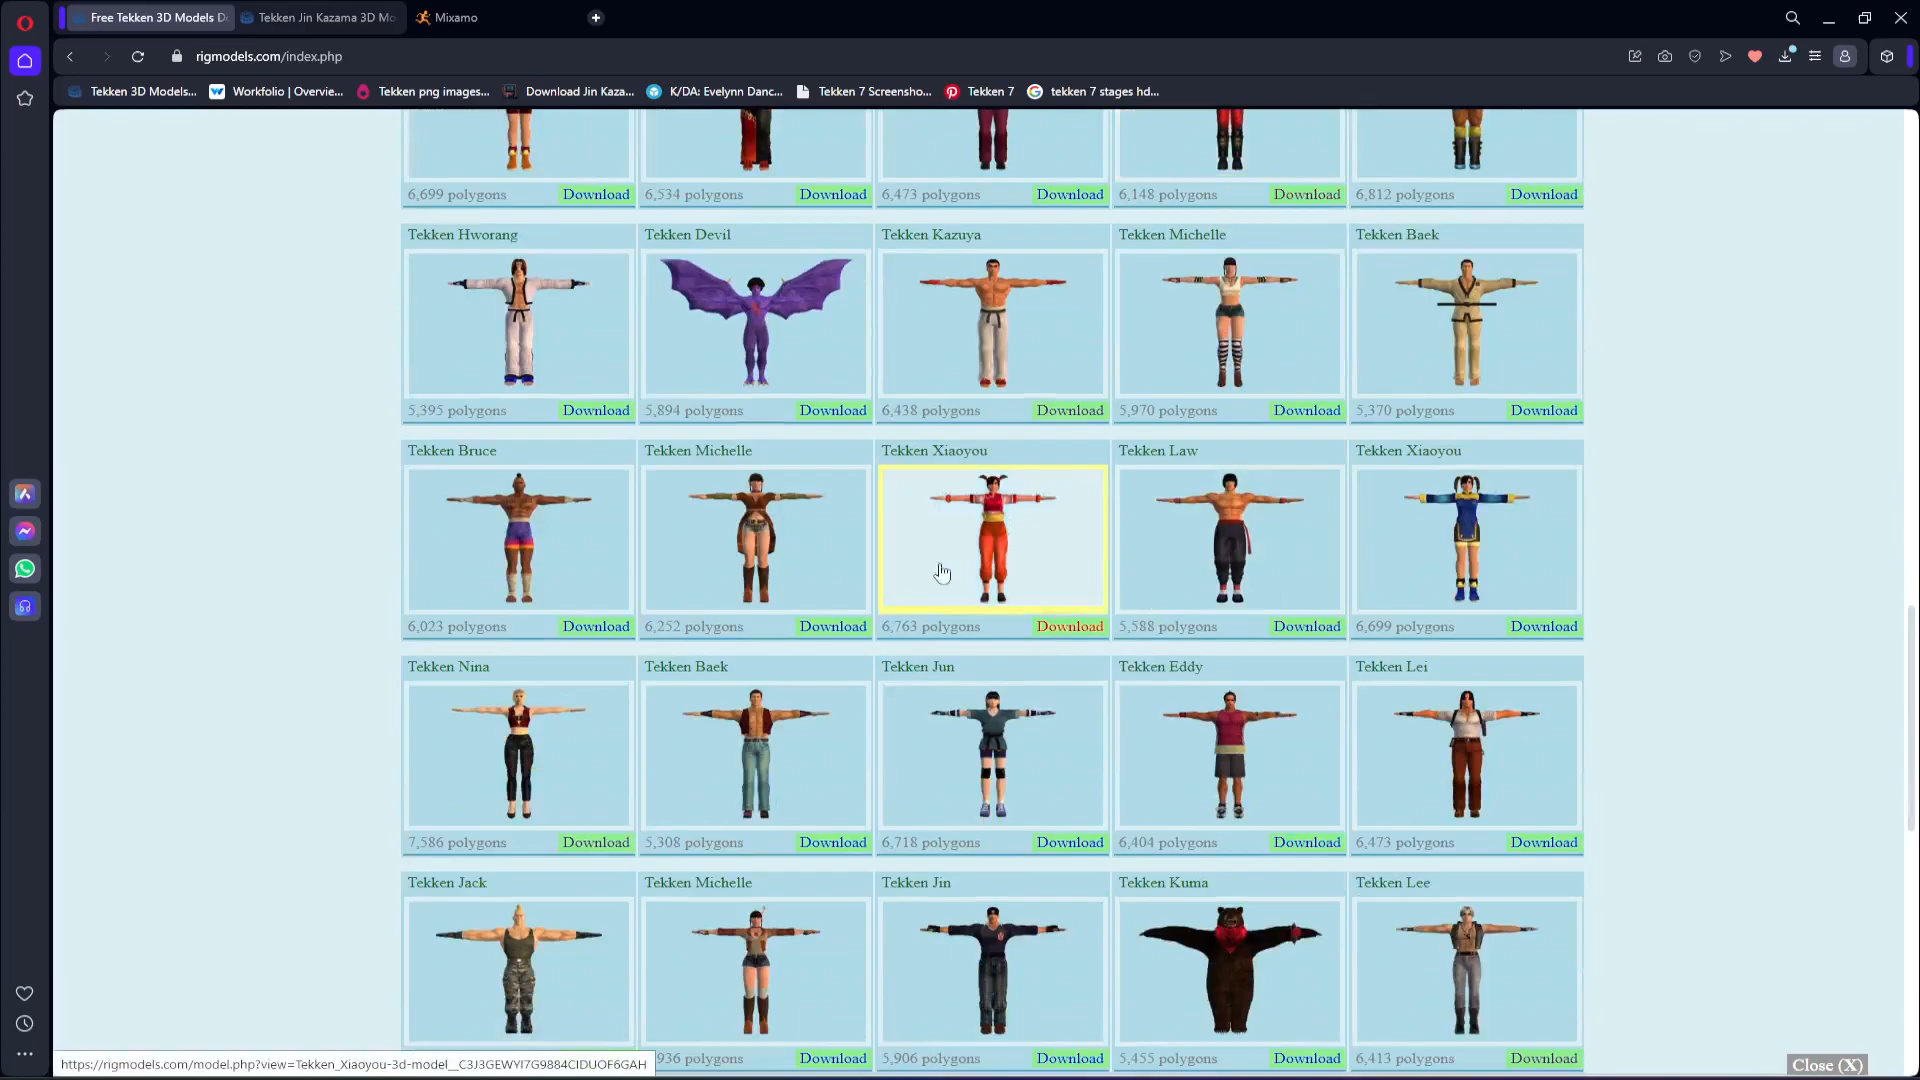 Free Tekken 3D Models D
Tekken Jin Kazama 3D Mo
Mixamo
rigmodels.com/index.php
Tekken 3D Models...
Workfolio | Overvie...
Tekken png images...
Download Jin Kaza...
K/DA: Evelynn Danc...
Tekken 7 Screensho...
Tekken 7
tekken 7 stages hd...
6,699 polygons Download
6,534 polygons Download
6,473 polygons Download
6,148 polygons Download
6,812 polygons Download
Tekken Hworang
Tekken Devil
Tekken Kazuya
Tekken Michelle
Tekken Baek
5,395 polygons Download
5,894 polygons Download
6,438 polygons Download
5,970 polygons Download
5,370 polygons Download
Tekken Bruce
Tekken Michelle
Tekken Xiaoyou
Tekken Law
Tekken Xiaoyou
6,023 polygons Download
6,252 polygons Download
6,763 polygons Download
5,588 polygons Download
6,699 polygons Download
Tekken Nina
Tekken Baek
Tekken Jun
Tekken Eddy
Tekken Lei
7,586 polygons Download
5,308 polygons Download
6,718 polygons Download
6,404 polygons Download
6,473 polygons Download
Tekken Jack
Tekken Michelle
Tekken Jin
Tekken Kuma
Tekken Lee
936 polygons Download
5,906 polygons Download
5,455 polygons Download
6,413 polygons Download
https://rigmodels.com/model.php?view=Tekken_Xiaoyou-3d-model__C3J3GEWYI7G9884CIDUOF6GAH
Close (X)